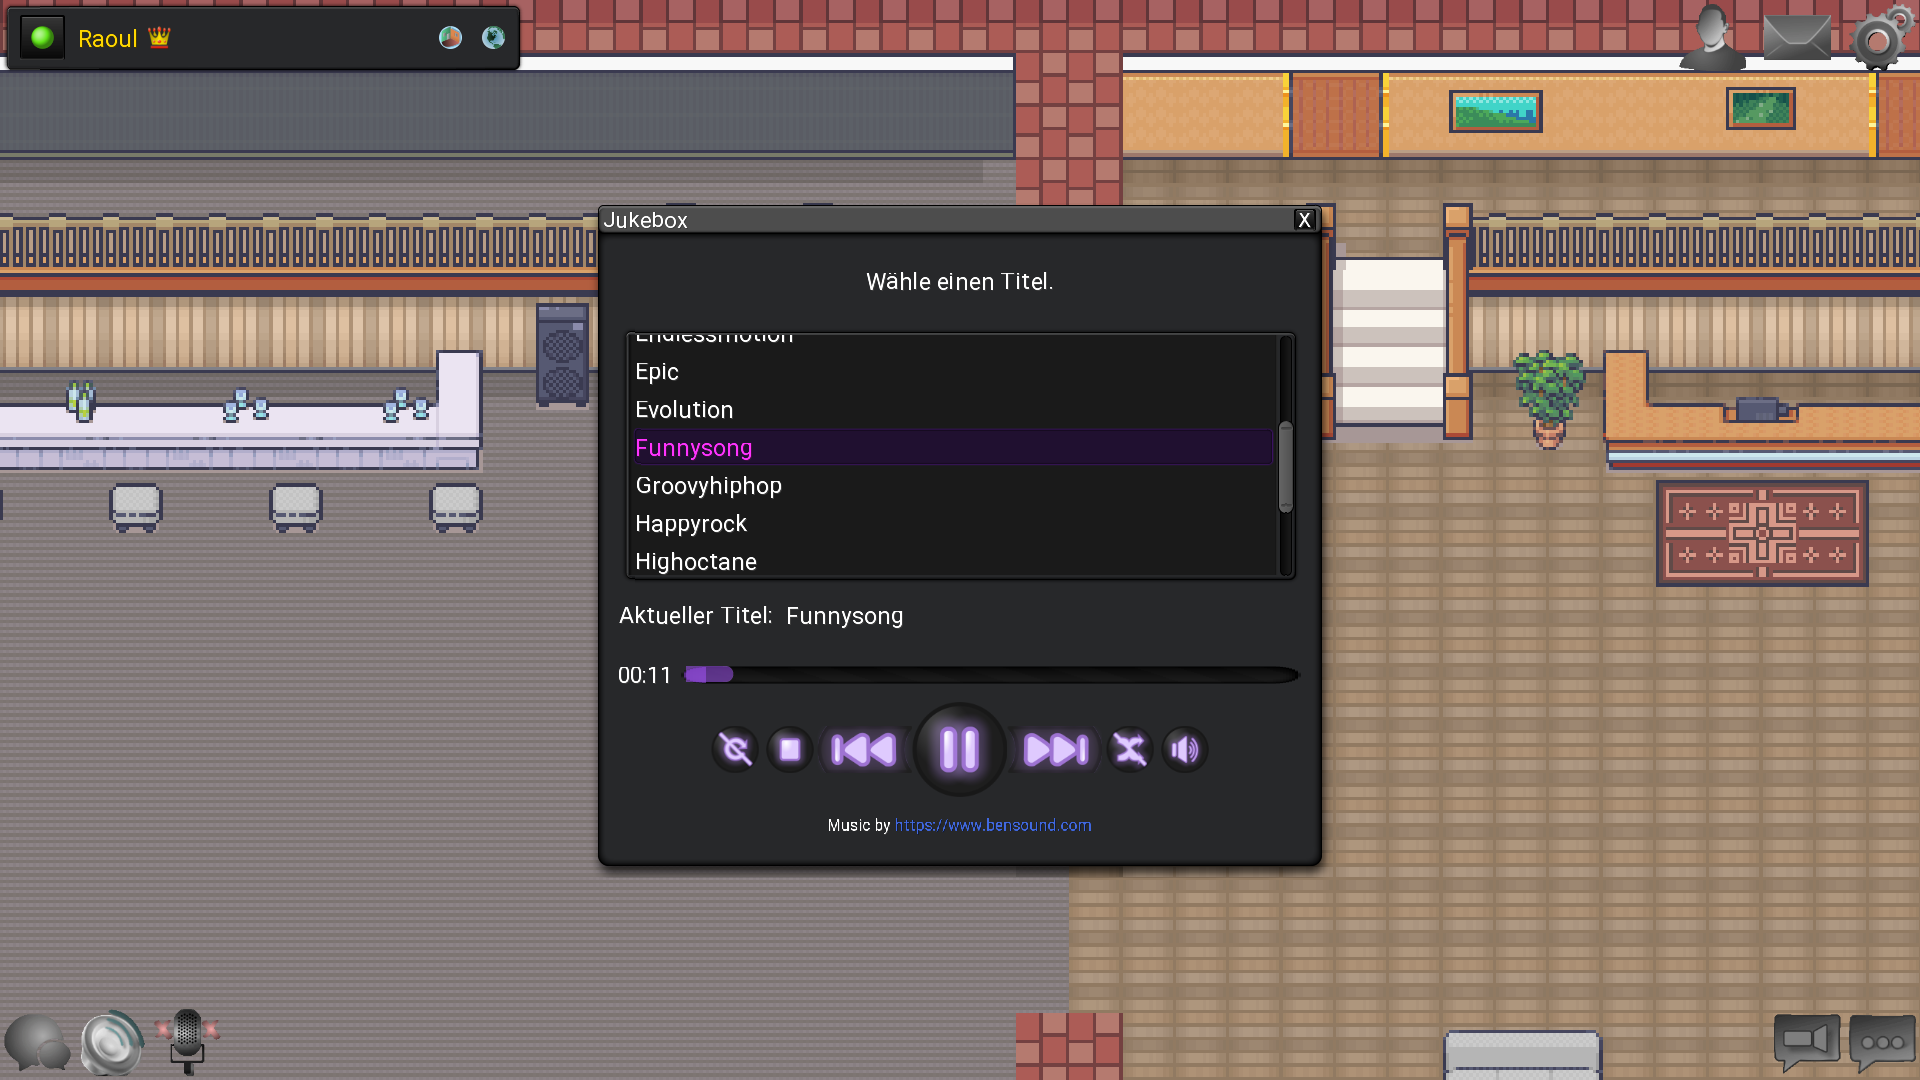 Raoul
Jukebox X
Wähle einen Titel.
Endlessmotion
Epic
Evolution
Funnysong
Groovyhiphop
Happyrock
Highoctane
Aktueller Titel: Funnysong
00:11
Music by https://www.bensound.com